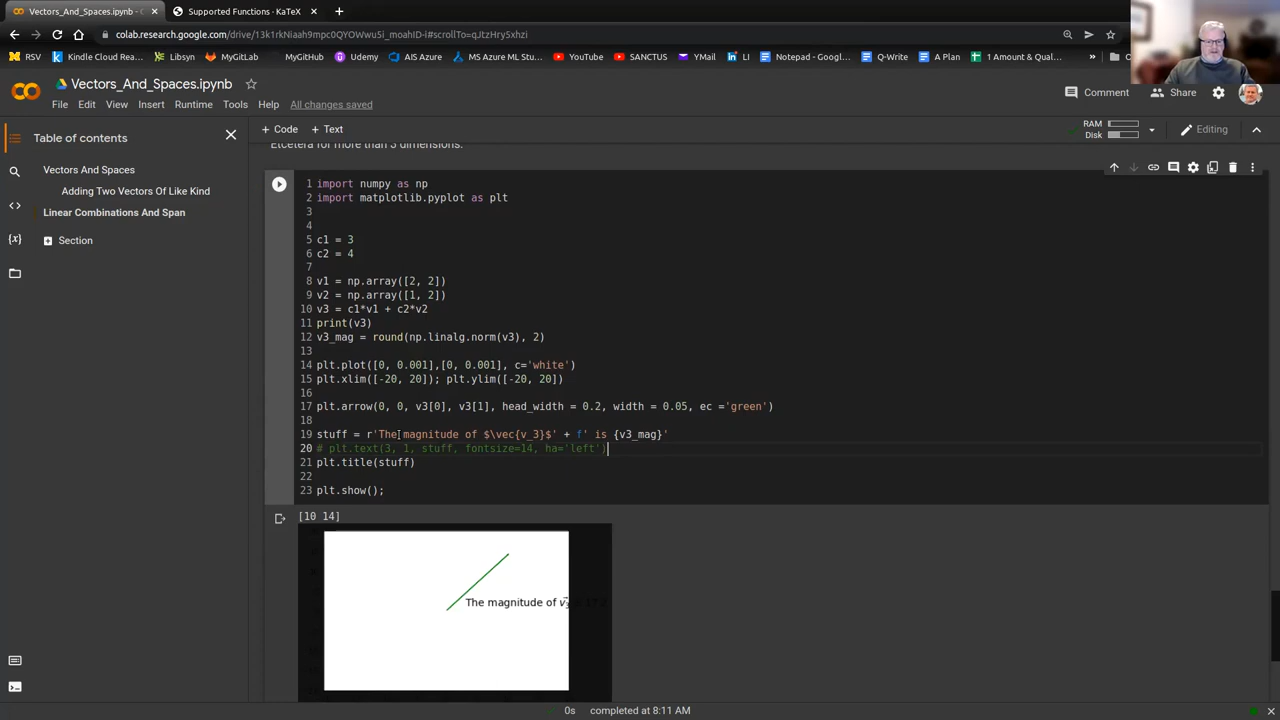 Vectors_And_Spaces.ipynb - C
Supported Functions - KaTeX
colab.research.google.com/drive/13k1rkNiaah9mpc0QYOWwu5i_moahID-i#scrollTo=qJtzHry5xhzi
RSV
Kindle Cloud Rea...
MyGitLab
MyGitHub
Udemy
AIS Azure
MS Azure ML Stu...
YouTube
SANCTUS
YMail
LI
Notepad - Googl...
Q-Write
A Plan
1 Amount & Qual...
»
Vectors_And_Spaces.ipynb
Comment
Share
File Edit View Insert Runtime Tools Help All changes saved
Table of contents
+ Code + Text
RAM
Disk
Editing
Etcetera for more than 3 dimensions.
Vectors And Spaces
Adding Two Vectors Of Like Kind
Linear Combinations And Span
Section
1 import numpy as np
2 import matplotlib.pyplot as plt
3
4
5 c1 = 3
6 c2 = 4
7
8 v1 = np.array([2, 2])
9 v2 = np.array([1, 2])
10 v3 = c1*v1 + c2*v2
11 print(v3)
12 v3_mag = round(np.linalg.norm(v3), 2)
13
14 plt.plot([0, 0.001],[0, 0.001], c='white')
15 plt.xlim([-20, 20]); plt.ylim([-20, 20])
16
17 plt.arrow(0, 0, v3[0], v3[1], head_width = 0.2, width = 0.05, ec ='green')
18
19 stuff = r'The magnitude of $\vec{v_3}$' + f' is {v3_mag}'
20 # plt.text(3, 1, stuff, fontsize=14, ha='left')
21 plt.title(stuff)
22
23 plt.show();
[10 14]
The magnitude of v3
0s completed at 8:11 AM